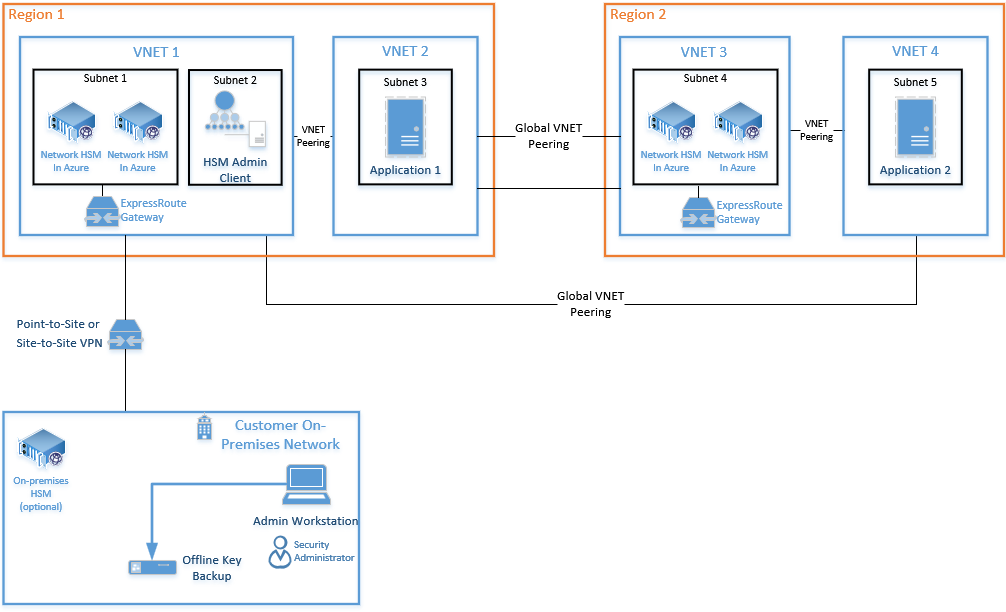 Region 1
VNET 1
Subnet 1
Network HSM
In Azure
Network HSM
In Azure
ExpressRoute
Gateway
Subnet 2
HSM Admin
Client
VNET
Peering
VNET 2
Subnet 3
Application 1
Global VNET
Peering
Region 2
VNET 3
Subnet 4
Network HSM
In Azure
Network HSM
In Azure
ExpressRoute
Gateway
VNET
Peering
VNET 4
Subnet 5
Application 2
Global VNET
Peering
Point-to-Site or
Site-to-Site VPN
Customer On-
Premises Network
On-premises
HSM
(optional)
Admin Workstation
Security
Administrator
Offline Key
Backup